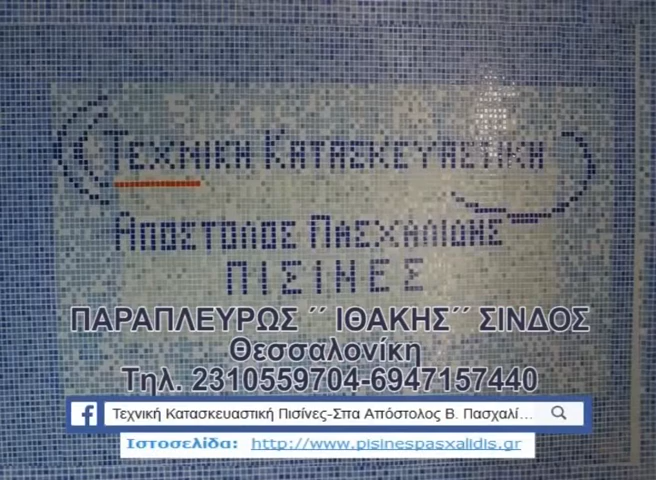 ΤΕΧΝΙΚΗ ΚΑΤΑΣΚΕΥΑΣΤΙΚΗ
ΑΠΟΣΤΟΛΟΣ ΠΑΣΧΑΛΙΔΗΣ
ΠΙΣΙΝΕΣ
ΠΑΡΑΠΛΕΥΡΩΣ ΄΄ ΙΘΑΚΗΣ΄΄ ΣΙΝΔΟΣ
Θεσσαλονίκη
Τηλ. 2310559704-6947157440
f Τεχνική Κατασκευαστική Πισίνες-Σπα Απόστολος Β. Πασχαλί...
Ιστοσελίδα: http://www.pisinespasxalidis.gr